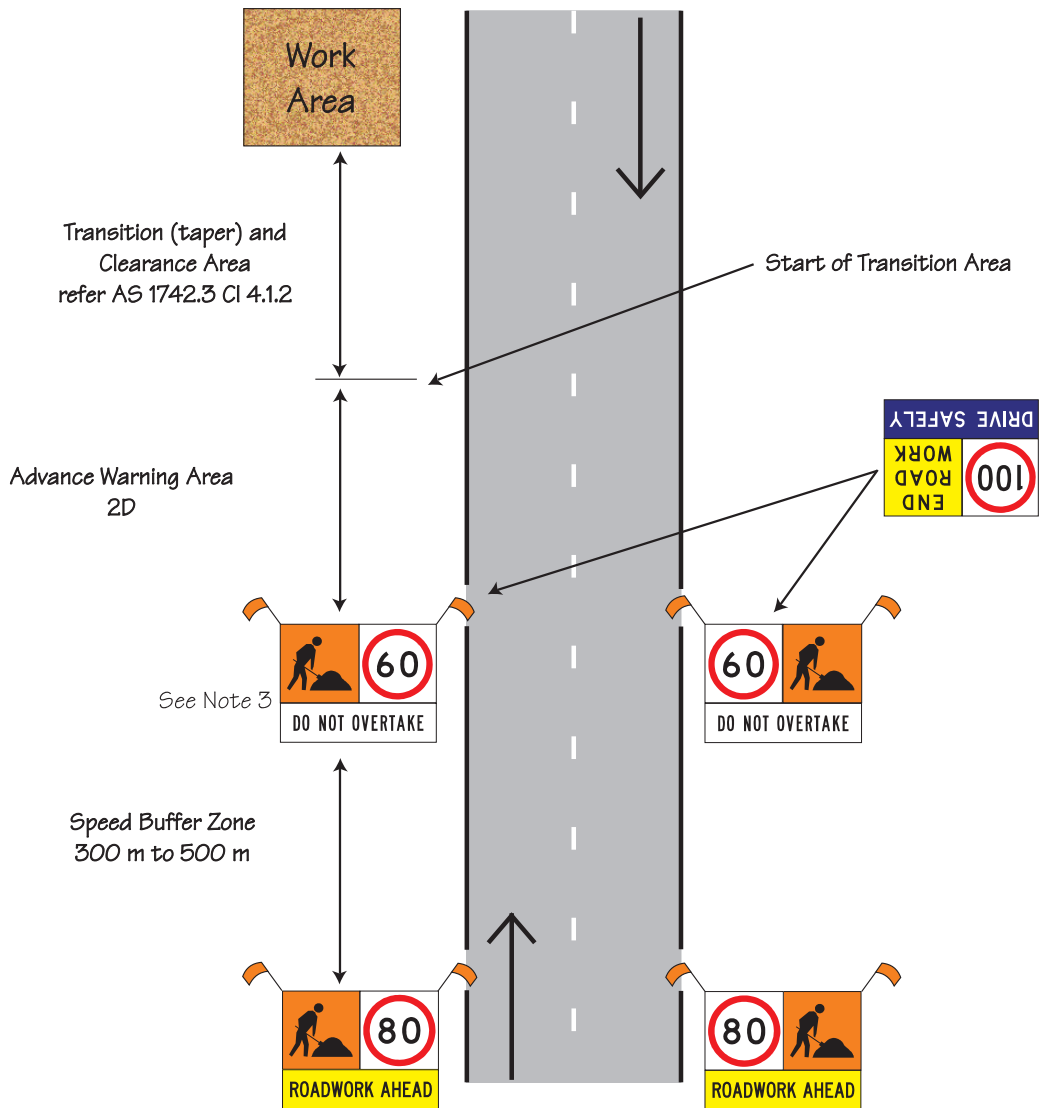 Work
Area
Transition (taper) and
Clearance Area
refer AS 1742.3 Cl 4.1.2
Start of Transition Area
Advance Warning Area
2D
DRIVE SAFELY
END
ROAD
WORK
100
60
DO NOT OVERTAKE
60
DO NOT OVERTAKE
See Note 3
Speed Buffer Zone
300 m to 500 m
80
ROADWORK AHEAD
80
ROADWORK AHEAD